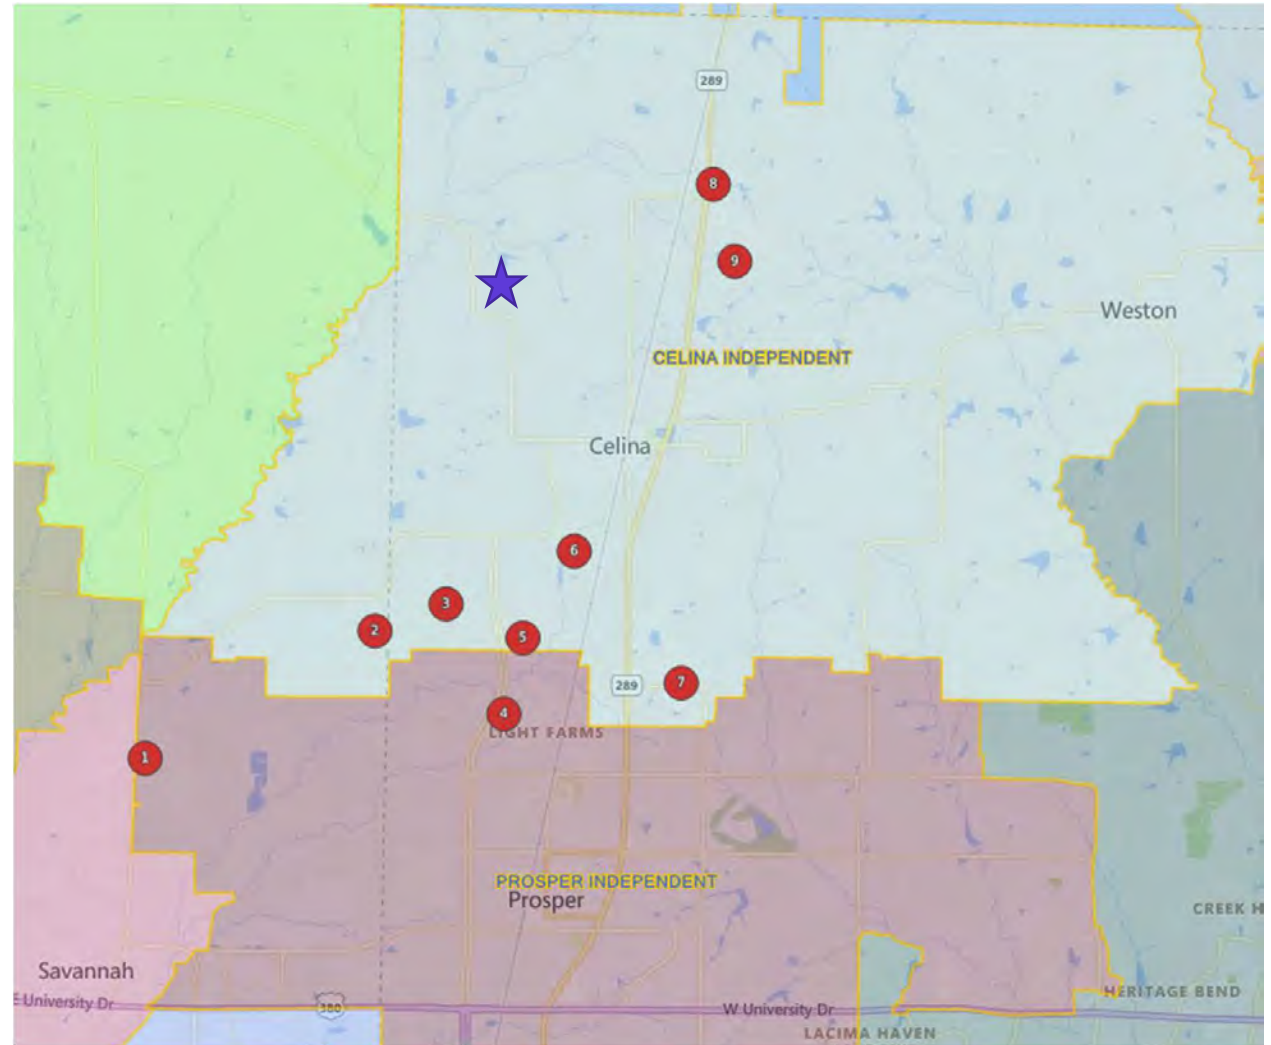 289
8
9
Weston
CELINA INDEPENDENT
Celina
6
3
2
5
289
7
4
LIGHT FARMS
1
PROSPER INDEPENDENT
Prosper
CREEK H
Savannah
HERITAGE BEND
E University Dr
380
W University Dr
LACIMA HAVEN